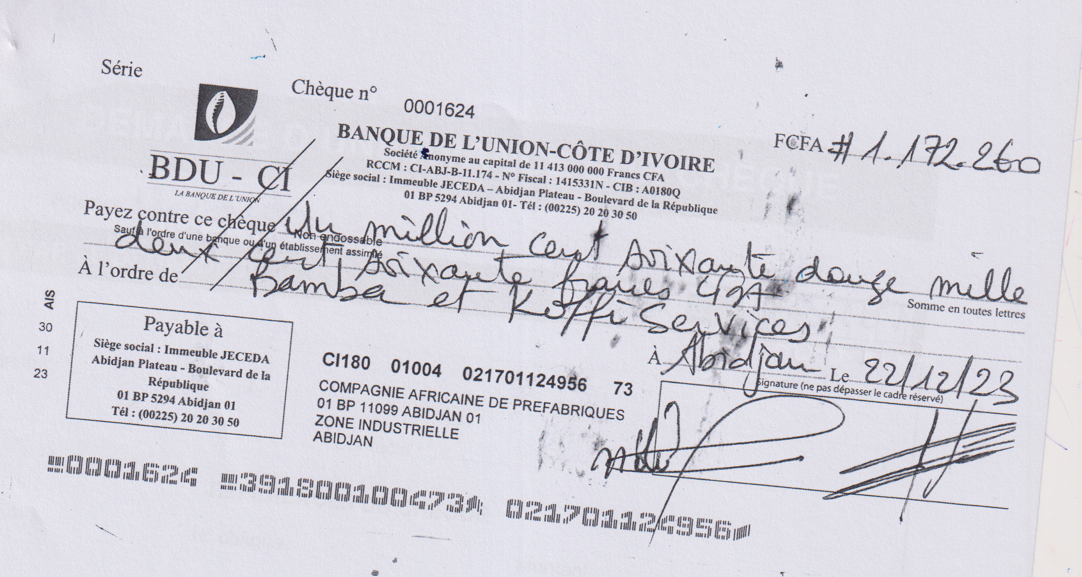 Série
Chèque n° 0001624
BANQUE DE L'UNION-CÔTE D'IVOIRE
FCFA # 1.172.260
Société Anonyme au capital de 11 413 000 000 Francs CFA
RCCM : CI-ABJ-B-11.174 - N° Fiscal : 1415331N - CIB : A0180Q
Siège social : Immeuble JECEDA – Abidjan Plateau - Boulevard de la République
01 BP 5294 Abidjan 01- Tél : (00225) 20 20 30 50
BDU - CI
LA BANQUE DE L'UNION
Payez contre ce chèque Un million cent soixante douze mille
Non endossable
Sauf à l'ordre d'une banque ou d'un établissement assimilé
deux cent soixante francs CFA
Somme en toutes lettres
À l'ordre de Bamba et Koffi Services
À Abidjan Le 22/12/23
Signature (ne pas dépasser le cadre réservé)
AIS
30
11
23
Payable à
Siège social : Immeuble JECEDA
Abidjan Plateau - Boulevard de la
République
01 BP 5294 Abidjan 01
Tél : (00225) 20 20 30 50
CI180 01004 021701124956 73
COMPAGNIE AFRICAINE DE PREFABRIQUES
01 BP 11099 ABIDJAN 01
ZONE INDUSTRIELLE
ABIDJAN
0001624 391800100473 021701124956